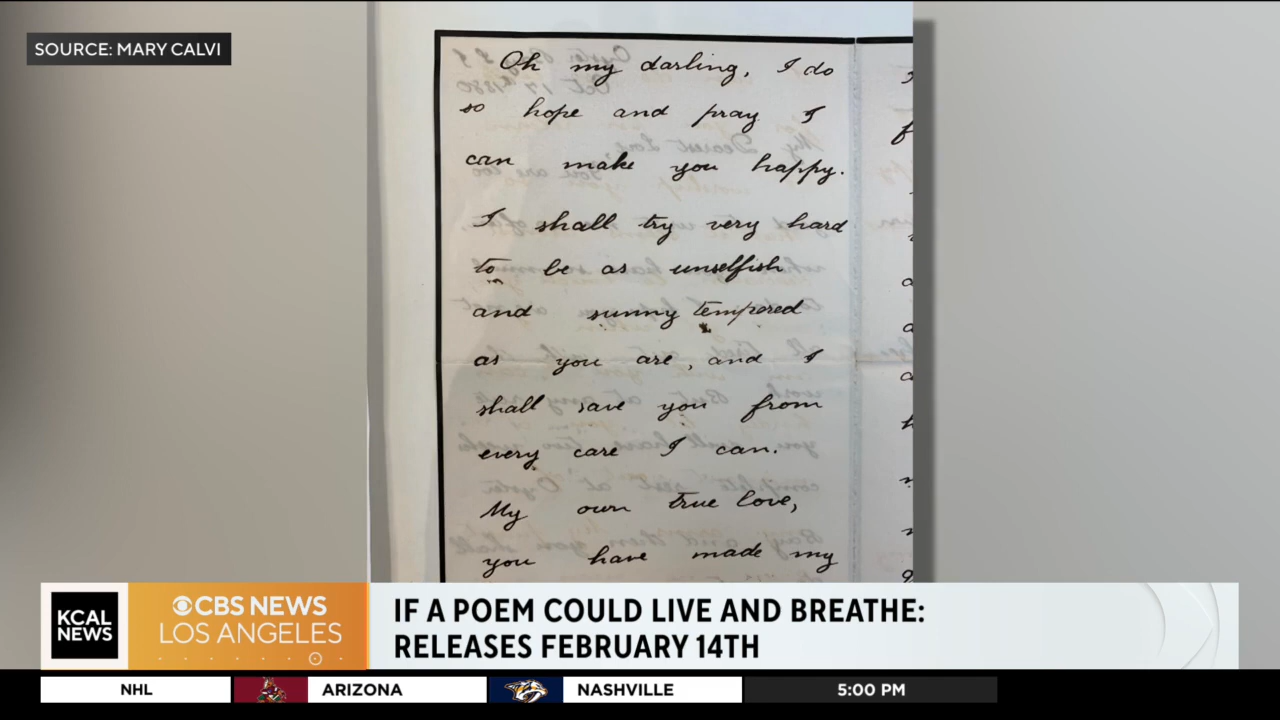 SOURCE: MARY CALVI
Oh my darling, I do
so hope and pray I
can make you happy.
I shall try very hard
to be as unselfish
and sunny tempered
as you are, and I
shall save you from
every care I can.
My own true love,
you have made my
KCAL
NEWS
CBS NEWS
LOS ANGELES
IF A POEM COULD LIVE AND BREATHE:
RELEASES FEBRUARY 14TH
NHL ARIZONA NASHVILLE 5:00 PM